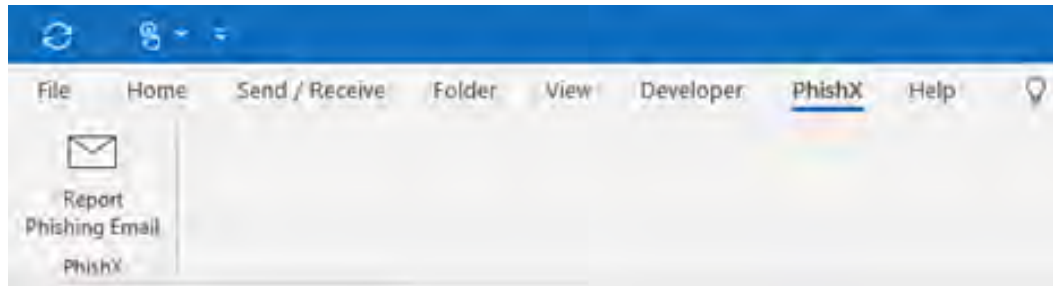 File Home Send / Receive Folder View Developer PhishX Help
Report
Phishing Email
PhishX